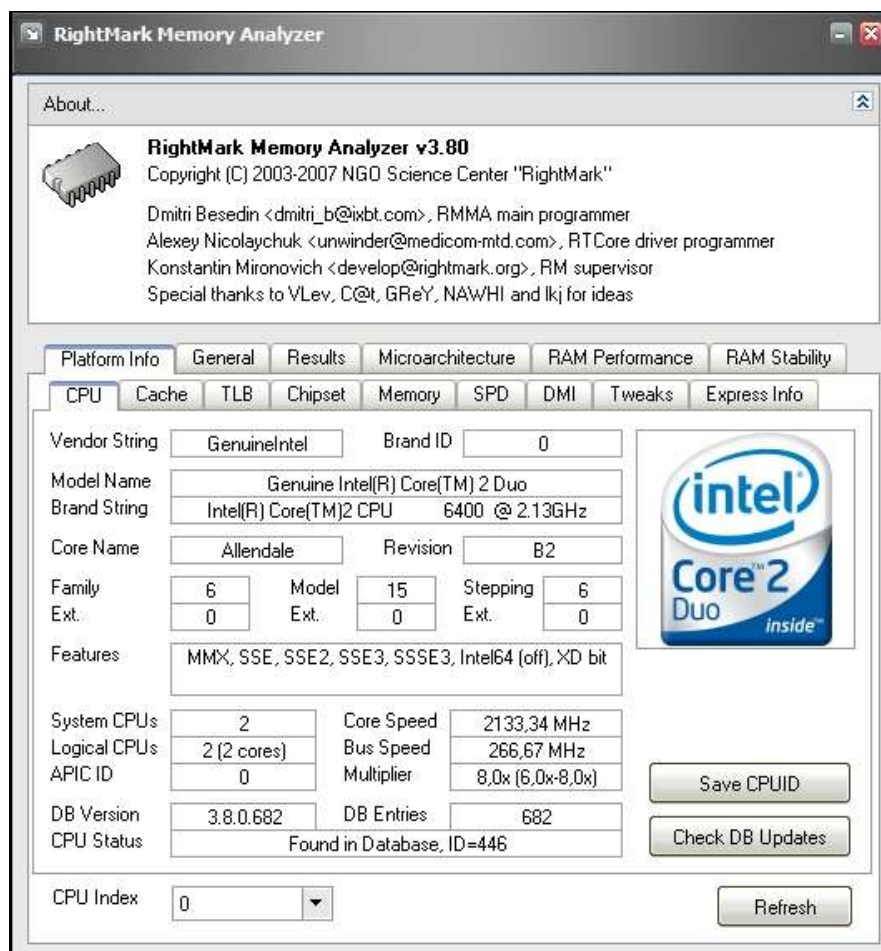 RightMark Memory Analyzer
About...
RightMark Memory Analyzer v3.80
Copyright (C) 2003-2007 NGO Science Center "RightMark"
Dmitri Besedin <dmitri_b@ixbt.com>, RMMA main programmer
Alexey Nicolaychuk <unwinder@medicom-mtd.com>, RTCore driver programmer
Konstantin Mironovich <develop@rightmark.org>, RM supervisor
Special thanks to VLev, C@t, GReY, NAWHI and lkj for ideas
Platform Info General Results Microarchitecture RAM Performance RAM Stability
CPU Cache TLB Chipset Memory SPD DMI Tweaks Express Info
Vendor String GenuineIntel Brand ID 0
Model Name Genuine Intel(R) Core(TM) 2 Duo
Brand String Intel(R) Core(TM)2 CPU 6400 @ 2.13GHz
Core Name Allendale Revision B2
Family 6 Model 15 Stepping 6
Ext. 0 Ext. 0 Ext. 0
intel
Core™2
Duo
inside™
Features MMX, SSE, SSE2, SSE3, SSSE3, Intel64 (off), XD bit
System CPUs 2 Core Speed 2133,34 MHz
Logical CPUs 2 (2 cores) Bus Speed 266,67 MHz
APIC ID 0 Multiplier 8,0x (6,0x-8,0x)
Save CPUID
DB Version 3.8.0.682 DB Entries 682
CPU Status Found in Database, ID=446
Check DB Updates
CPU Index 0 Refresh